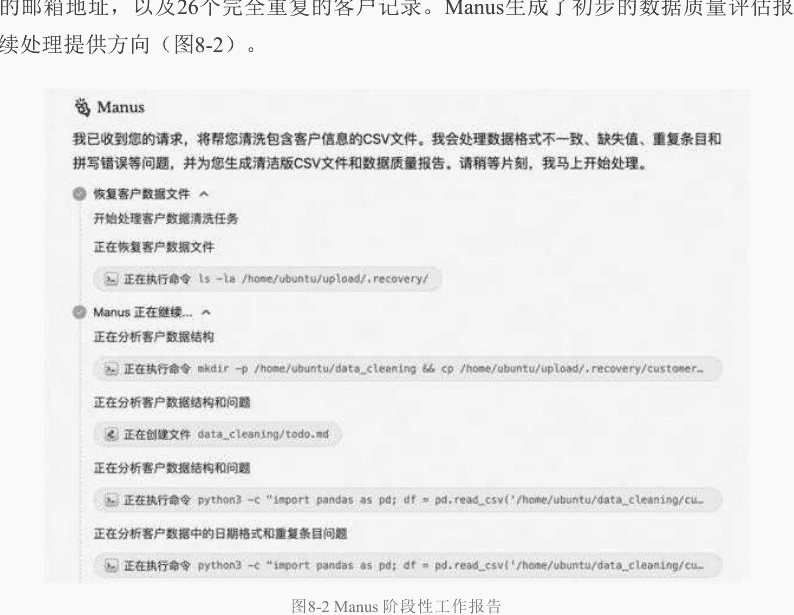 的邮箱地址，以及26个完全重复的客户记录。Manus生成了初步的数据质量评估报
续处理提供方向（图8-2）。
Manus
我已收到您的请求，将帮您清洗包含客户信息的CSV文件。我会处理数据格式不一致、缺失值、重复条目和
拼写错误等问题，并为您生成清洁版CSV文件和数据质量报告。请稍等片刻，我马上开始处理。
恢复客户数据文件
开始处理客户数据清洗任务
正在恢复客户数据文件
正在执行命令 ls -la /home/ubuntu/upload/.recovery/
Manus 正在继续...
正在分析客户数据结构
正在执行命令 mkdir -p /home/ubuntu/data_cleaning && cp /home/ubuntu/upload/.recovery/customer…
正在分析客户数据结构和问题
正在创建文件 data_cleaning/todo.md
正在分析客户数据结构和问题
正在执行命令 python3 -c "import pandas as pd; df = pd.read_csv('/home/ubuntu/data_cleaning/cu…
正在分析客户数据中的日期格式和重复条目问题
正在执行命令 python3 -c "import pandas as pd; df = pd.read_csv('/home/ubuntu/data_cleaning/cu…
图8-2 Manus 阶段性工作报告